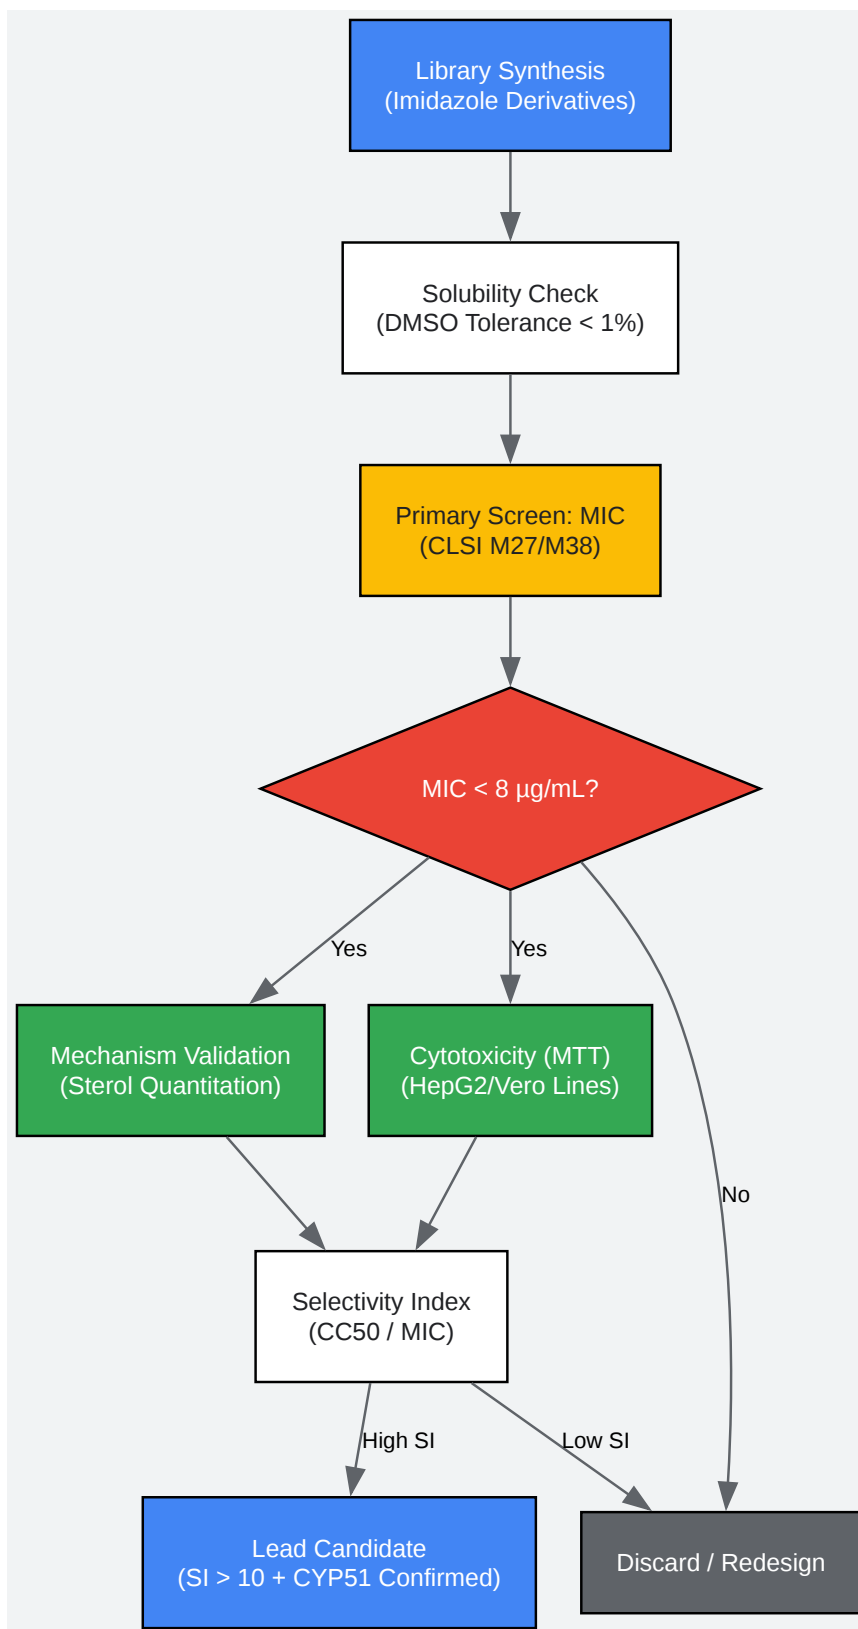 Library Synthesis
(Imidazole Derivatives)
Solubility Check
(DMSO Tolerance < 1%)
Primary Screen: MIC
(CLSI M27/M38)
MIC < 8 µg/mL?
Yes
Yes
Mechanism Validation
(Sterol Quantitation)
Cytotoxicity (MTT)
(HepG2/Vero Lines)
No
Selectivity Index
(CC50 / MIC)
High SI
Low SI
Lead Candidate
(SI > 10 + CYP51 Confirmed)
Discard / Redesign